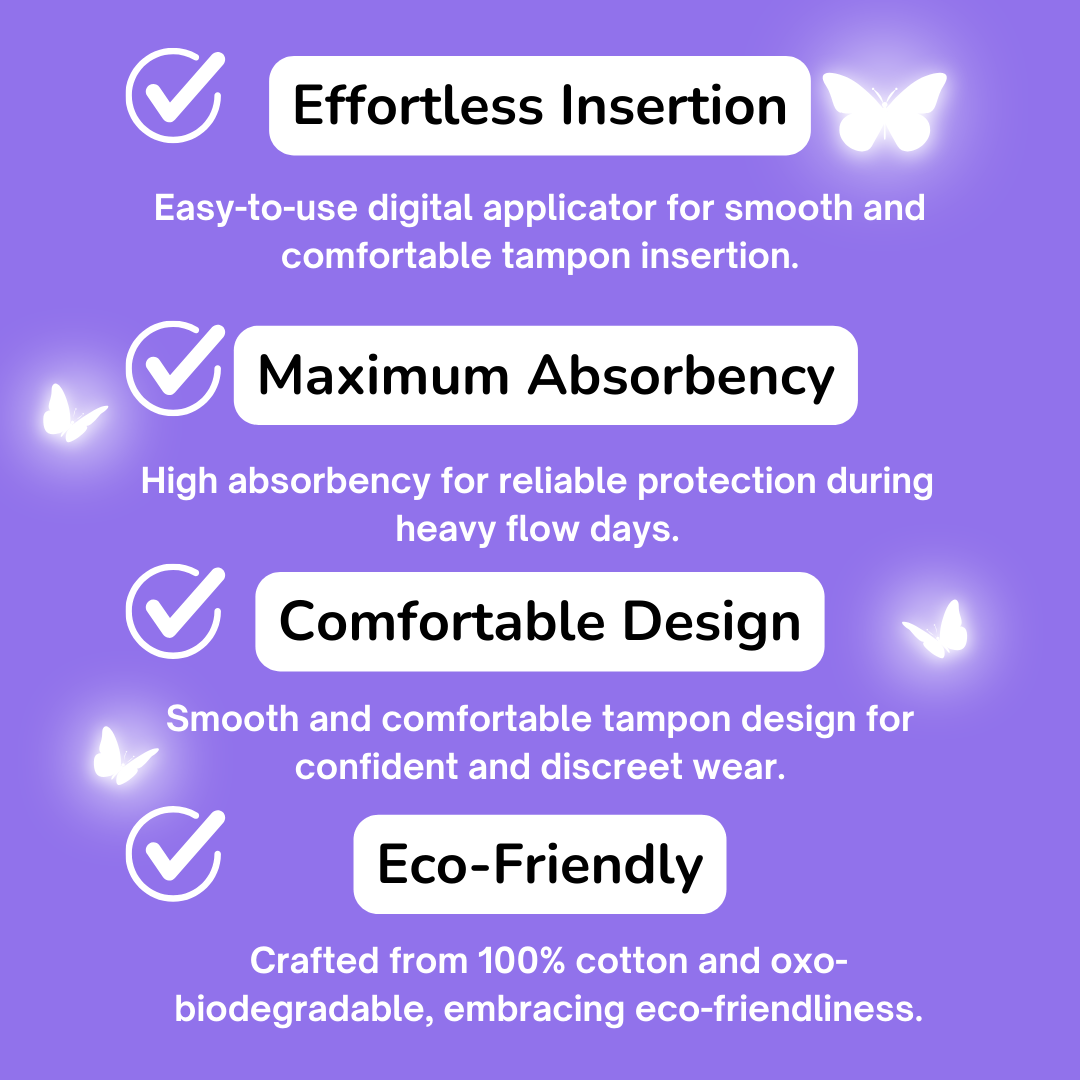 Effortless Insertion
Easy-to-use digital applicator for smooth and
comfortable tampon insertion.
Maximum Absorbency
High absorbency for reliable protection during
heavy flow days.
Comfortable Design
Smooth and comfortable tampon design for
confident and discreet wear.
Eco-Friendly
Crafted from 100% cotton and oxo-
biodegradable, embracing eco-friendliness.